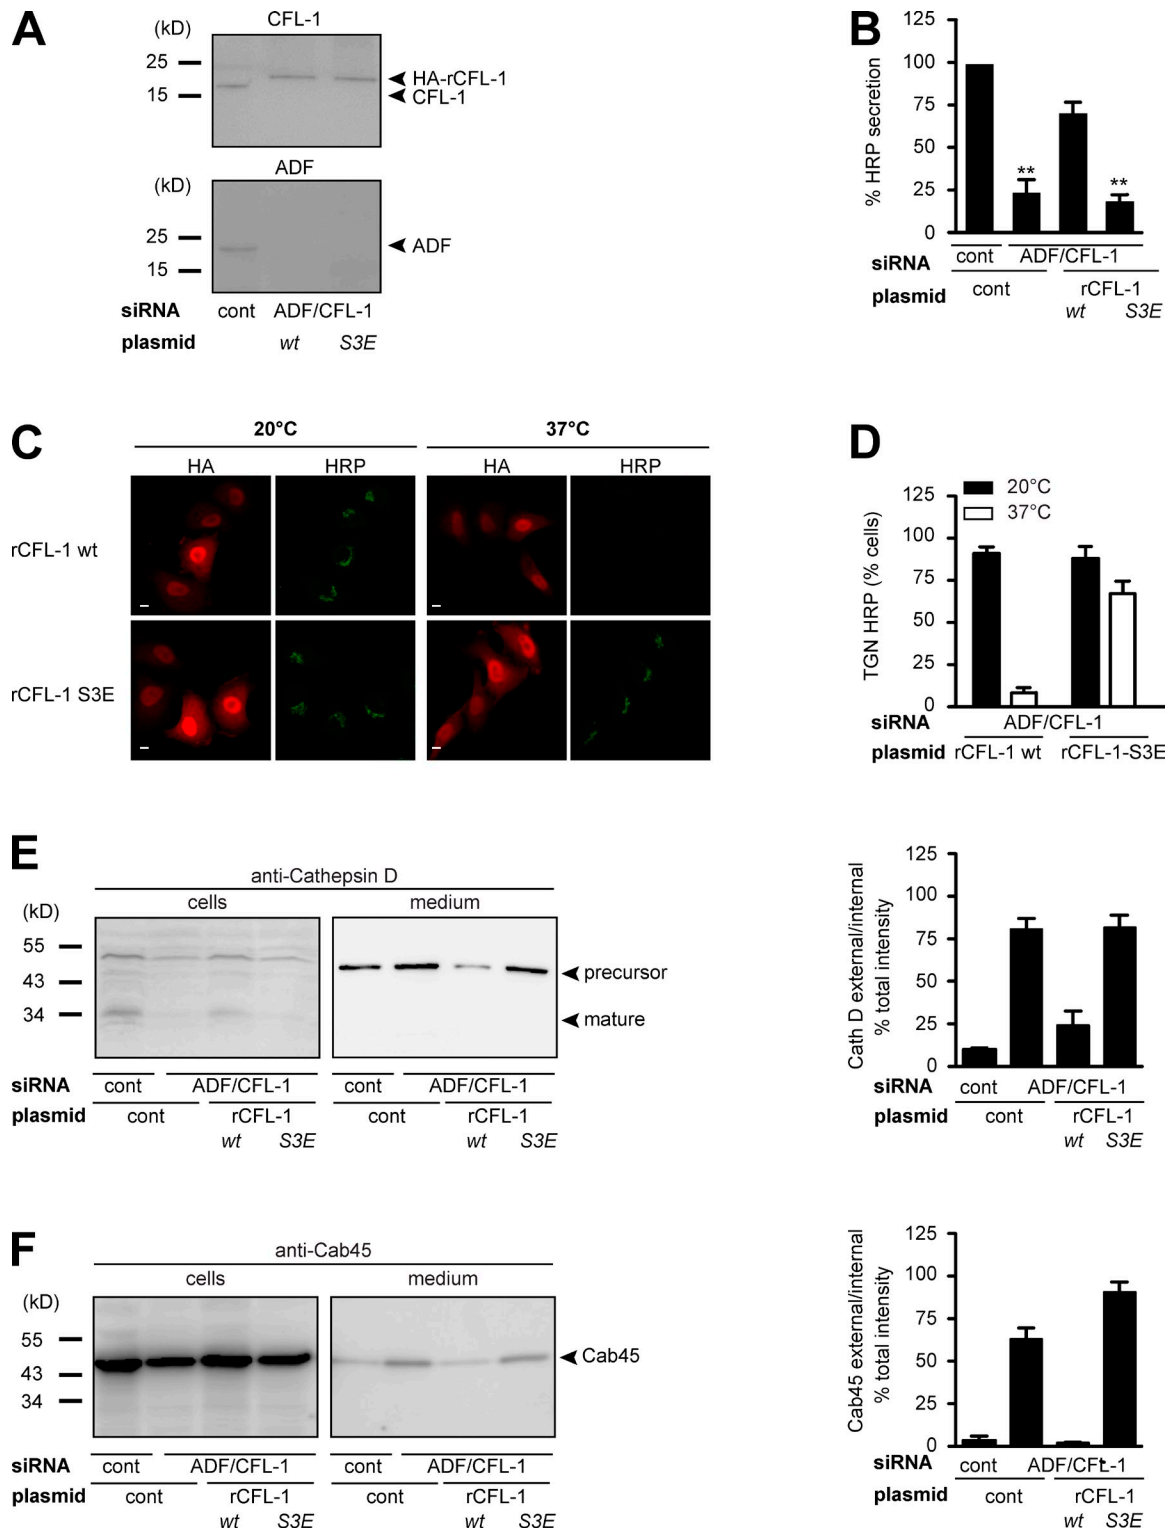 A
CFL-1
(kD)
25
15
HA-rCFL-1
CFL-1
ADF
(kD)
25
15
ADF
siRNA cont ADF/CFL-1
plasmid wt S3E
B
% HRP secretion
125
100
75
50
25
0
** **
siRNA cont ADF/CFL-1
plasmid cont rCFL-1
wt S3E
C
20°C 37°C
HA HRP HA HRP
rCFL-1 wt
rCFL-1 S3E
D
20°C
37°C
TGN HRP (% cells)
125
100
75
50
25
0
siRNA ADF/CFL-1
plasmid rCFL-1 wt rCFL-1-S3E
E
anti-Cathepsin D
cells medium
(kD)
55
43
34
precursor
mature
siRNA cont ADF/CFL-1 cont ADF/CFL-1
plasmid cont rCFL-1 cont rCFL-1
wt S3E wt S3E
Cath D external/internal
% total intensity
125
100
75
50
25
0
siRNA cont ADF/CFL-1
plasmid cont rCFL-1
wt S3E
F
anti-Cab45
cells medium
(kD)
55
43
34
Cab45
siRNA cont ADF/CFL-1 cont ADF/CFL-1
plasmid cont rCFL-1 cont rCFL-1
wt S3E wt S3E
Cab45 external/internal
% total intensity
125
100
75
50
25
0
siRNA cont ADF/CFL-1
plasmid cont rCFL-1
wt S3E